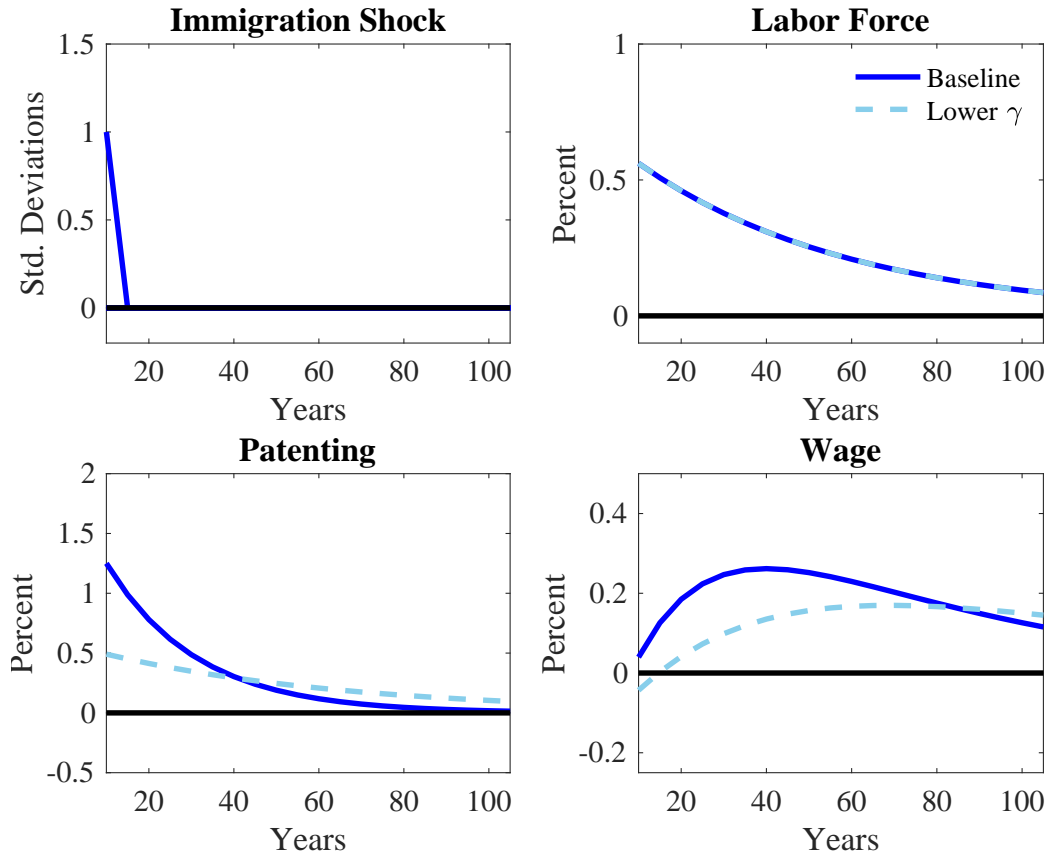 Immigration Shock
1.5
1
0.5
0
Std. Deviations
20 40 60 80 100
Years
Labor Force
1
0.5
0
Percent
Baseline
Lower γ
20 40 60 80 100
Years
Patenting
2
1.5
1
0.5
0
-0.5
Percent
20 40 60 80 100
Years
Wage
0.4
0.2
0
-0.2
Percent
20 40 60 80 100
Years